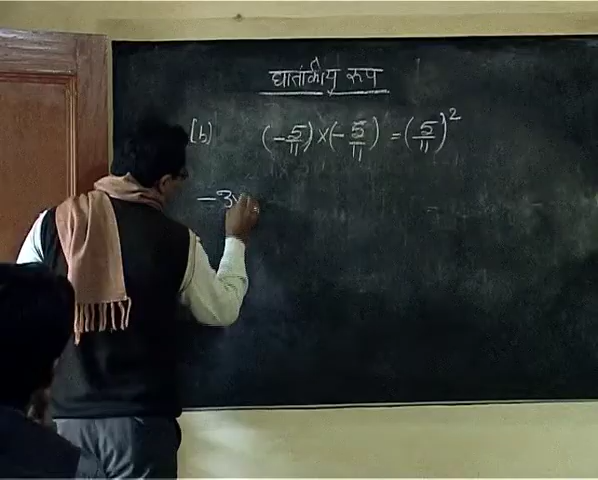 घातांकीय रूप
(b) (-5/11) × (-5/11) = (5/11)²
-3×